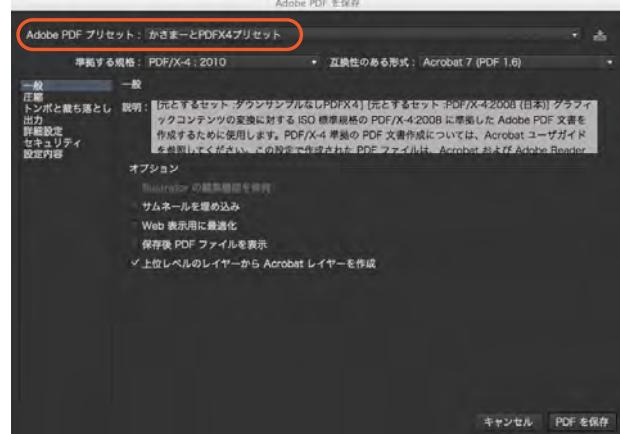 Adobe PDF を保存
Adobe PDF プリセット： かさまーとPDFX4プリセット
準拠する規格： PDF/X-4 : 2010 互換性のある形式： Acrobat 7 (PDF 1.6)
一般
圧縮
トンボと裁ち落とし
出力
詳細設定
セキュリティ
設定内容
一般
説明： [元とするセット :ダウンサンプルなしPDFX4] [元とするセット :PDF/X-4:2008 (日本)] グラフィ
ックコンテンツの変換に対する ISO 標準規格の PDF/X-4:2008 に準拠した Adobe PDF 文書を
作成するために使用します。PDF/X-4 準拠の PDF 文書作成については、Acrobat ユーザガイド
を参照してください。この設定で作成された PDF ファイルは、Acrobat および Adobe Reader
オプション
Illustrator の編集機能を保持
サムネールを埋め込み
Web 表示用に最適化
保存後 PDF ファイルを表示
上位レベルのレイヤーから Acrobat レイヤーを作成
キャンセル PDF を保存